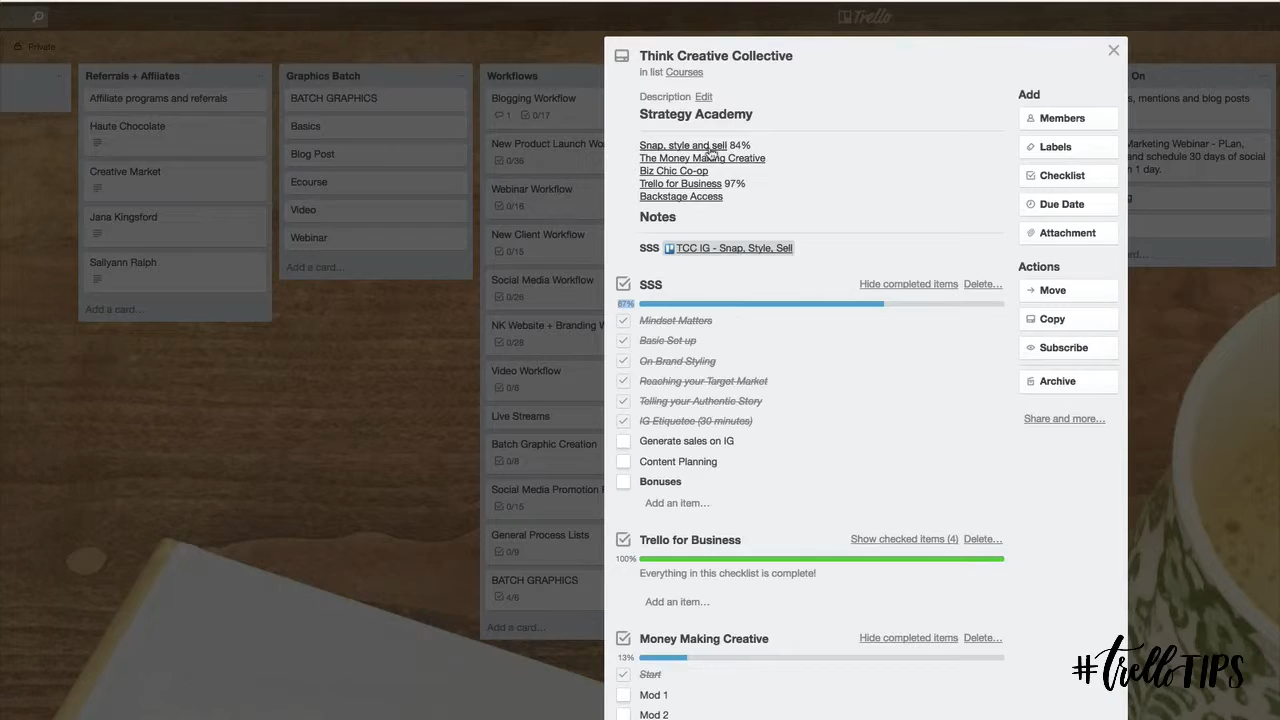 Trello
Private
Referrals + Affiliates
Affiliate programs and referrals
Haute Chocolate
Creative Market
Jana Kingsford
Sallyann Ralph
Add a card…
Graphics Batch
BATCH GRAPHICS
Basics
Blog Post
Ecourse
Video
Webinar
Add a card…
Workflows
Blogging Workflow
1 0/17
New Product Launch Wo
0/36
Webinar Workflow
0/16
New Client Workflow
0/15
Social Media Workflow
0/26
NK Website + Branding W
0/29
Video Workflow
0/6
Live Streams
Batch Graphic Creation
0/8
Social Media Promotion
0/15
General Process Lists
0/9
BATCH GRAPHICS
4/6
Add a card…
Think Creative Collective
in list Courses
Description Edit
Strategy Academy
Snap, style and sell 84%
The Money Making Creative
Biz Chic Co-op
Trello for Business 97%
Backstage Access
Notes
SSS TCC IG - Snap, Style, Sell
SSS Hide completed items Delete…
67%
Mindset Matters
Basic Set up
On Brand Styling
Reaching your Target Market
Telling your Authentic Story
IG Etiquetee (30 minutes)
Generate sales on IG
Content Planning
Bonuses
Add an item…
Trello for Business Show checked items (4) Delete…
100%
Everything in this checklist is complete!
Add an item…
Money Making Creative Hide completed items Delete…
13%
Start
Mod 1
Mod 2
Add
Members
Labels
Checklist
Due Date
Attachment
Actions
Move
Copy
Subscribe
Archive
Share and more…
On
, mentions and blog posts
Marketing Webinar - PLan,
and schedule 30 days of social
n 1 day.
#trelloTIPS